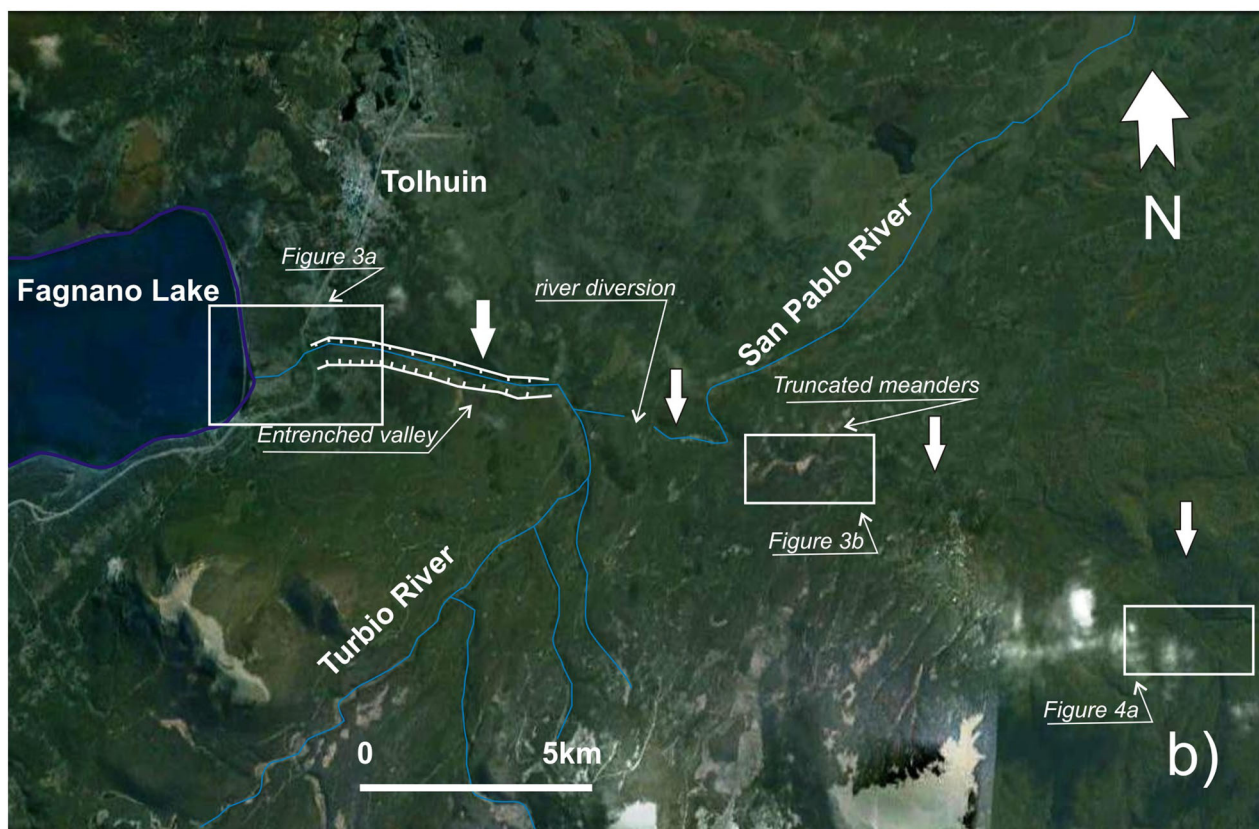 Tolhuin
Figure 3a
Fagnano Lake
river diversion
San Pablo River
N
Truncated meanders
Entrenched valley
Figure 3b
Turbio River
Figure 4a
0
5km
b)